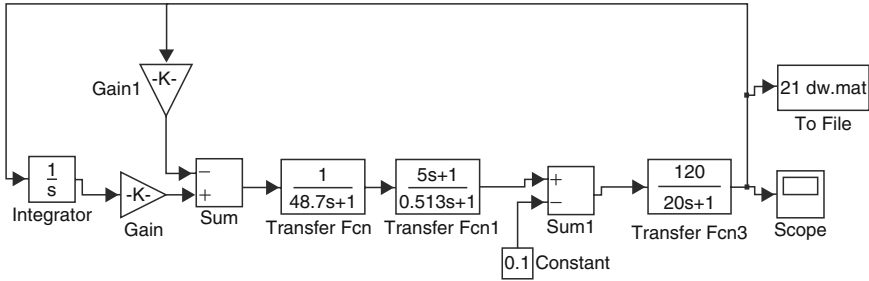 -K-
Gain1
21 dw.mat
To File
1
s
Integrator
-K-
Gain
−
+
Sum
1
48.7s+1
Transfer Fcn
5s+1
0.513s+1
Transfer Fcn1
+
−
Sum1
0.1
Constant
120
20s+1
Transfer Fcn3
Scope